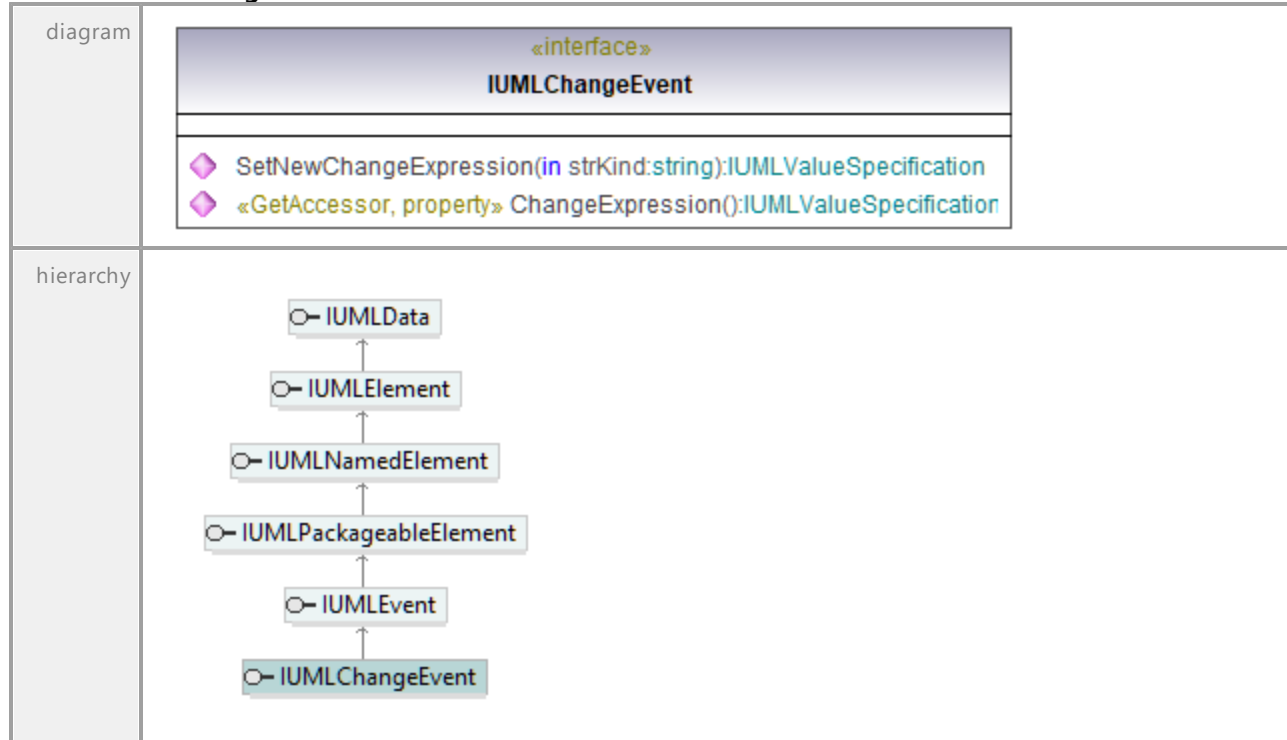 diagram
«interface»
IUMLChangeEvent
SetNewChangeExpression(in strKind:string):IUMLValueSpecification
«GetAccessor, property» ChangeExpression():IUMLValueSpecification
hierarchy
IUMLData
IUMLElement
IUMLNamedElement
IUMLPackageableElement
IUMLEvent
IUMLChangeEvent